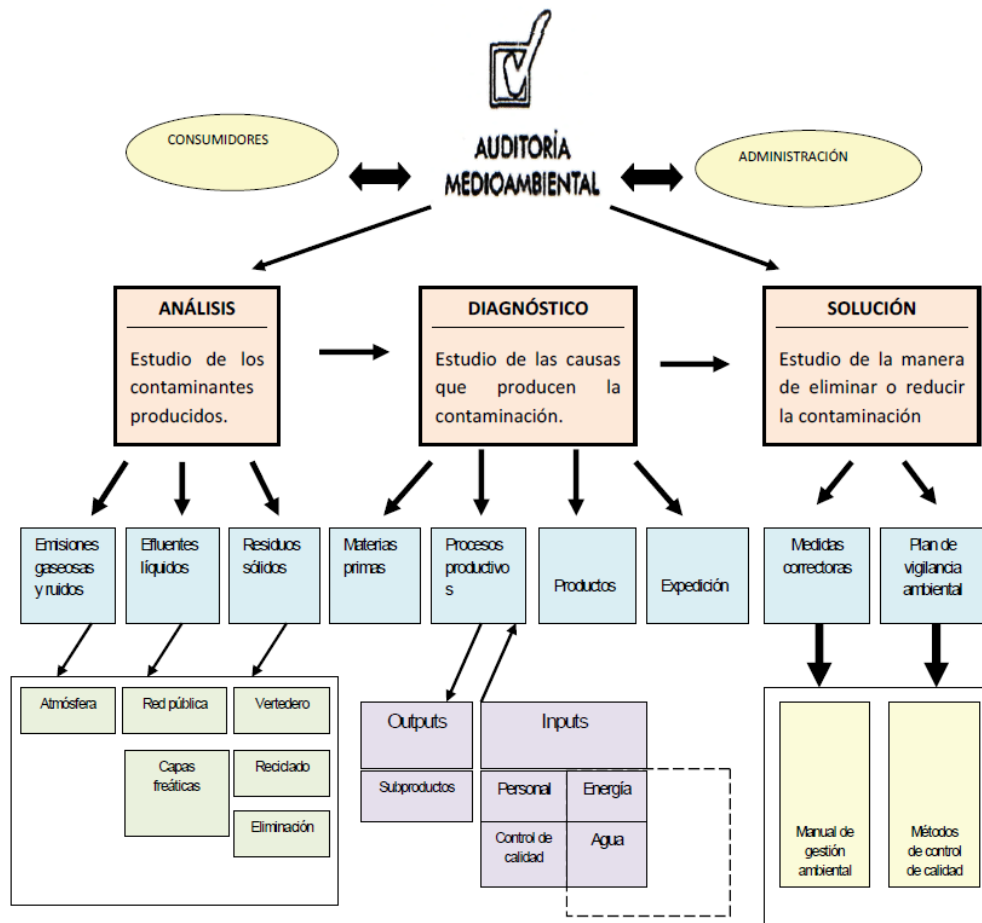 AUDITORÍA
MEDIOAMBIENTAL
CONSUMIDORES
ADMINISTRACIÓN
ANÁLISIS
Estudio de los
contaminantes
producidos.
DIAGNÓSTICO
Estudio de las causas
que producen la
contaminación.
SOLUCIÓN
Estudio de la manera
de eliminar o reducir
la contaminación
Emisiones
gaseosas
y ruidos
Efluentes
líquidos
Residuos
sólidos
Materias
primas
Procesos
productivo
s
Productos
Expedición
Medidas
correctoras
Plan de
vigilancia
ambiental
Atmósfera
Red pública
Vertedero
Capas
freáticas
Reciclado
Eliminación
Outputs
Subproductos
Inputs
Personal
Energía
Control de
calidad
Agua
Manual de
gestión
ambiental
Métodos
de control
de calidad